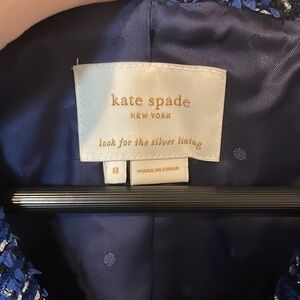 kate spade
NEW YORK
look for the silver lining
8
MADE IN CHINA